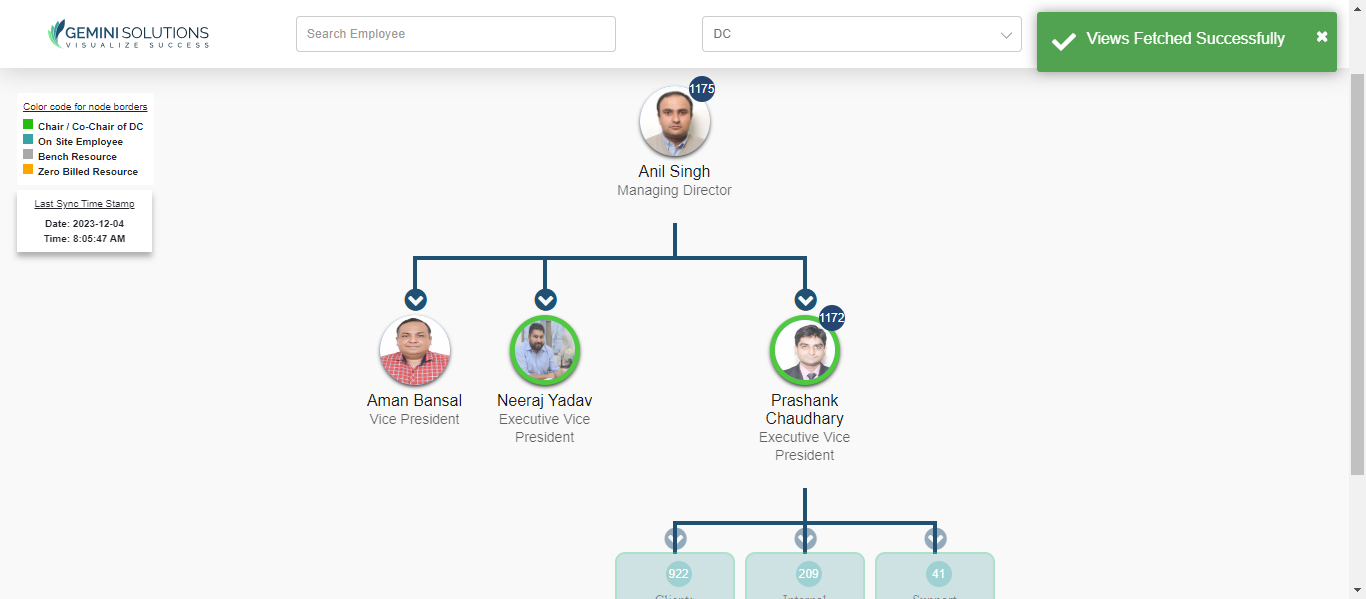 GEMINI SOLUTIONS
VISUALIZE SUCCESS
Search Employee
DC
Views Fetched Successfully
Color code for node borders
Chair / Co-Chair of DC
On Site Employee
Bench Resource
Zero Billed Resource
Last Sync Time Stamp
Date: 2023-12-04
Time: 8:05:47 AM
1175
Anil Singh
Managing Director
Aman Bansal
Vice President
Neeraj Yadav
Executive Vice
President
1172
Prashank
Chaudhary
Executive Vice
President
922
Clients
209
Internal
41
Support